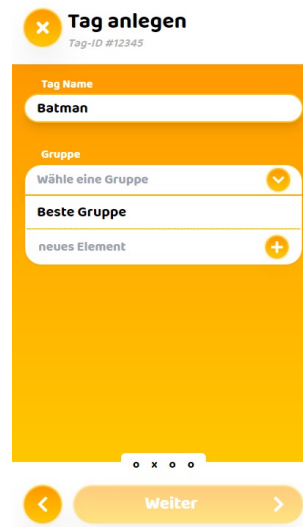 Tag anlegen
Tag-ID #12345
Tag Name
Batman
Gruppe
Wähle eine Gruppe
Beste Gruppe
neues Element
o x o o
Weiter